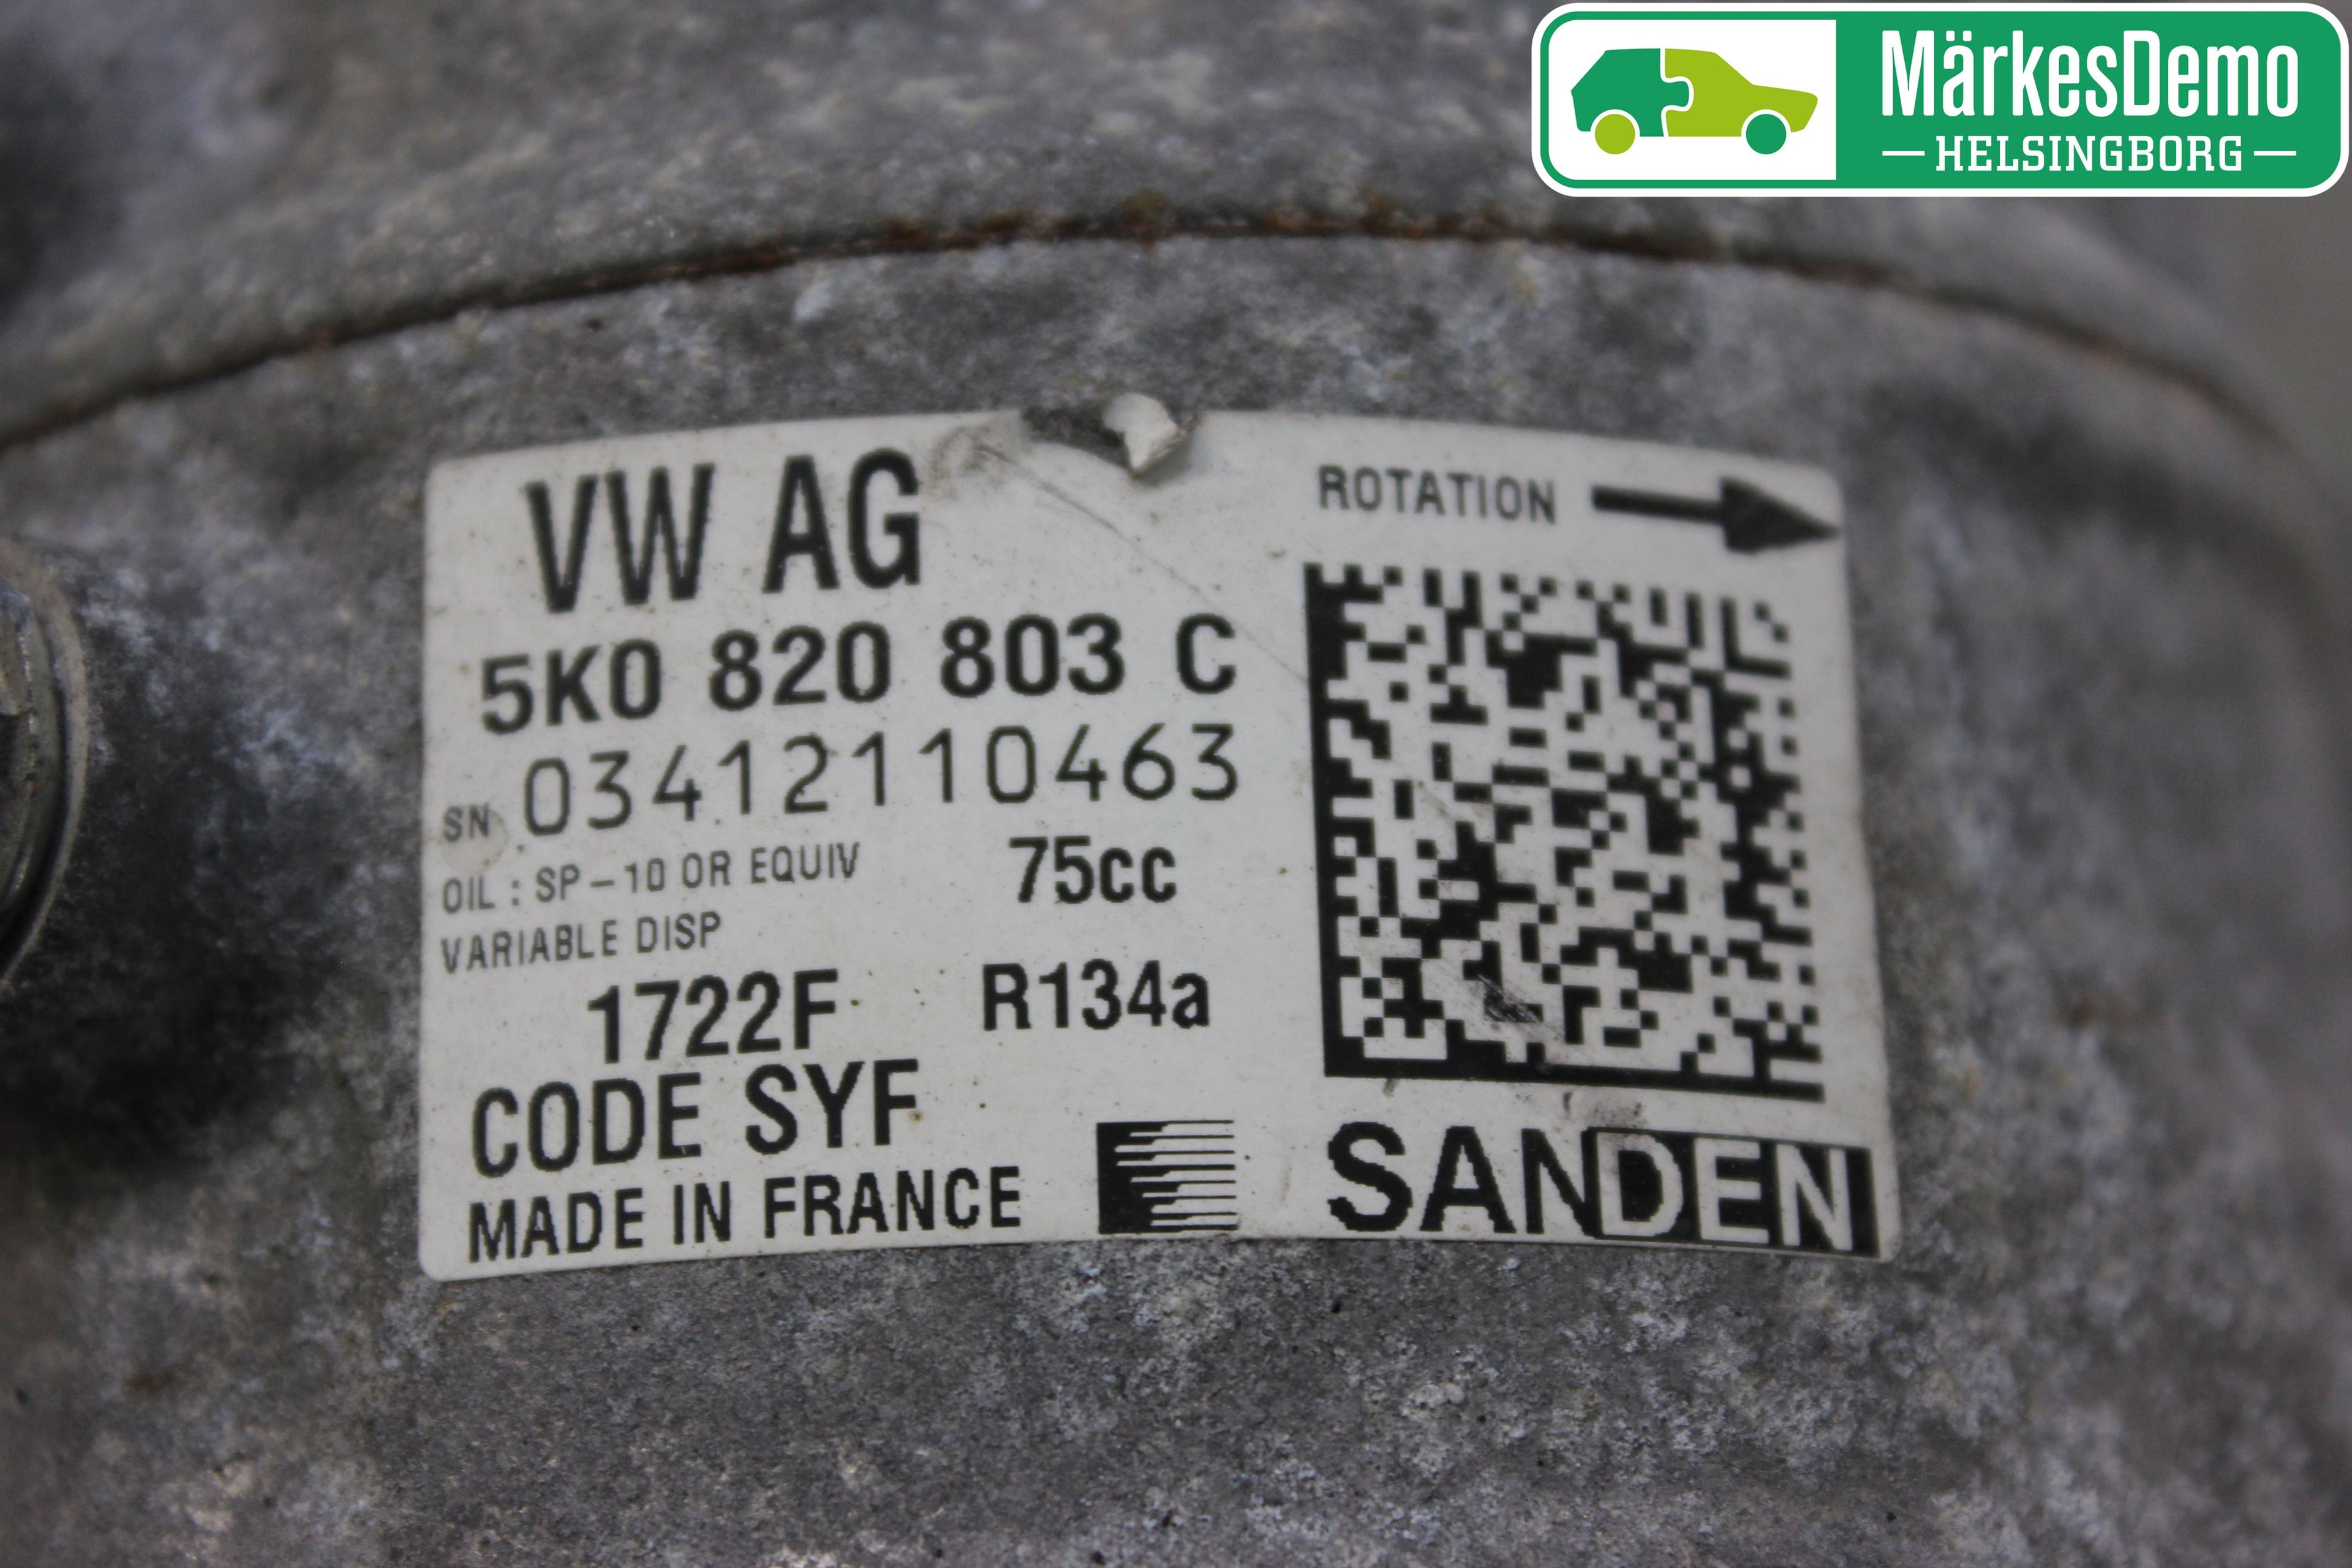 MärkesDemo
HELSINGBORG
VW AG
ROTATION
5K0 820 803 C
SN 03412110463
OIL : SP-10 OR EQUIV 75cc
VARIABLE DISP
1722F R134a
CODE SYF
MADE IN FRANCE
SANDEN